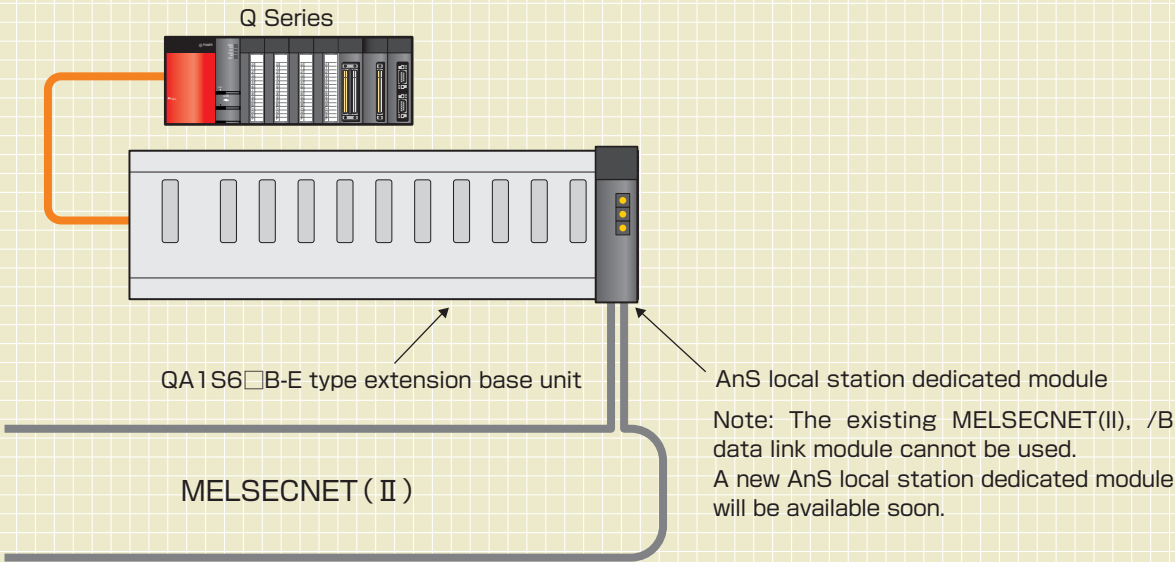 Q Series
QA1S6□B-E type extension base unit
AnS local station dedicated module
Note: The existing MELSECNET(II), /B
data link module cannot be used.
A new AnS local station dedicated module
will be available soon.
MELSECNET(Ⅱ)